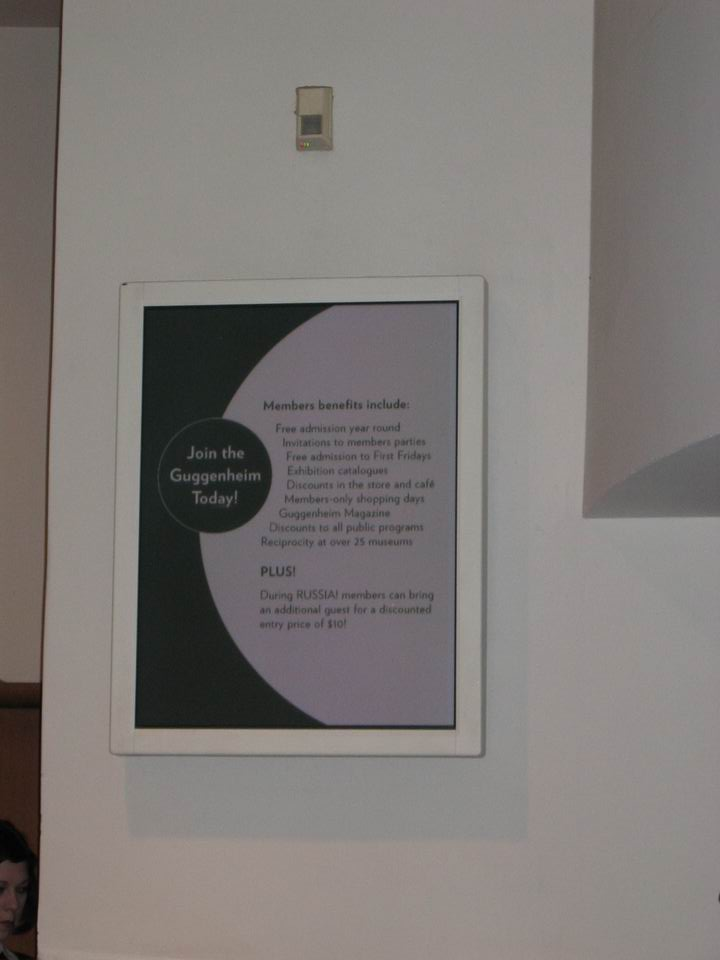 Join the
Guggenheim
Today!
Members benefits include:
Free admission year round
Invitations to members parties
Free admission to First Fridays
Exhibition catalogues
Discounts in the store and café
Members-only shopping days
Guggenheim Magazine
Discounts to all public programs
Reciprocity at over 25 museums
PLUS!
During RUSSIA! members can bring
an additional guest for a discounted
entry price of $10!